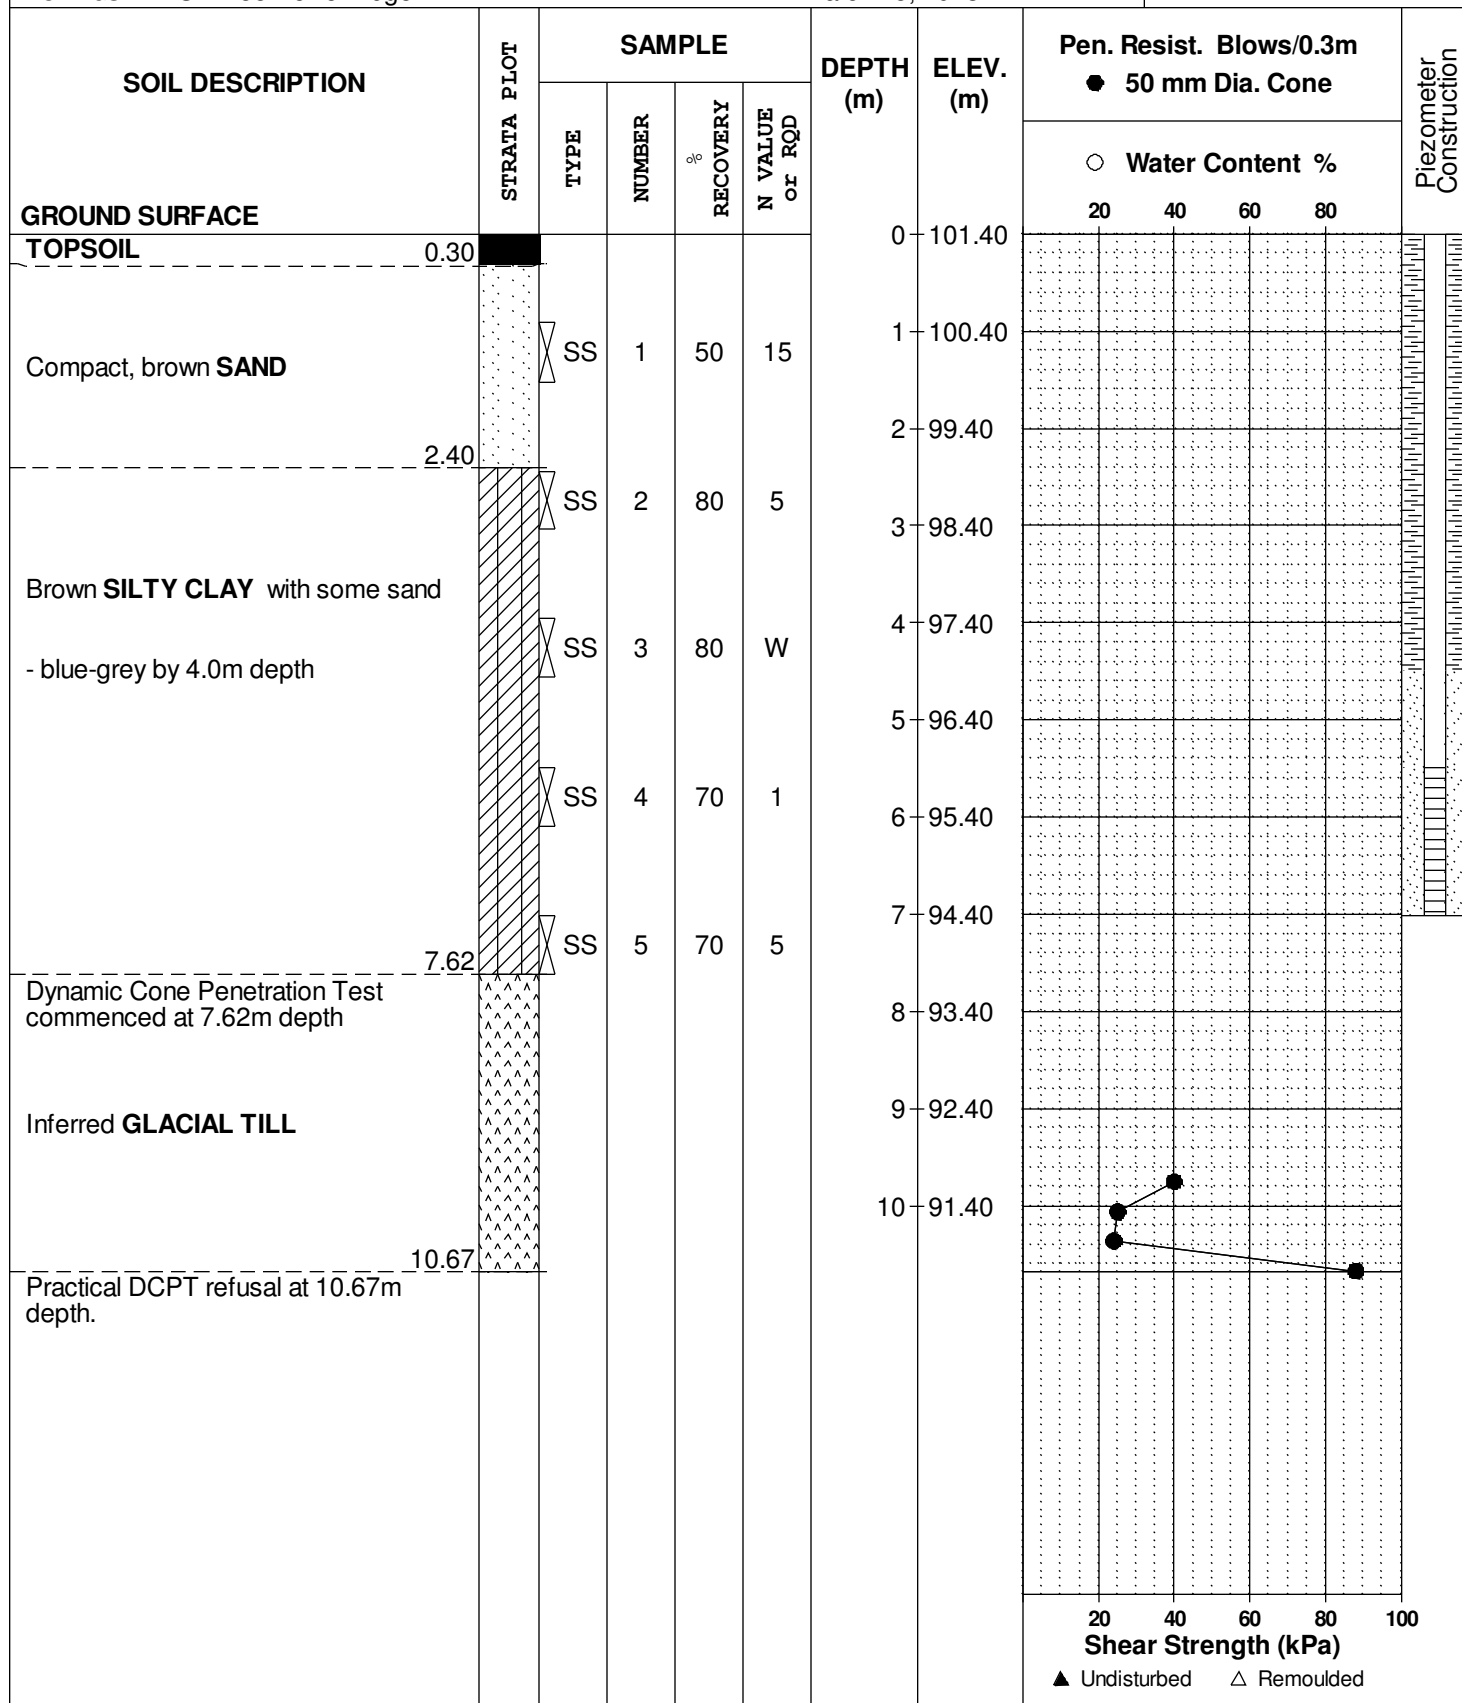 SOIL DESCRIPTION
GROUND SURFACE
STRATA PLOT
SAMPLE
TYPE
NUMBER
% RECOVERY
N VALUE or RQD
DEPTH (m)
ELEV. (m)
Pen. Resist. Blows/0.3m
● 50 mm Dia. Cone
○ Water Content %
20 40 60 80
Piezometer Construction
TOPSOIL 0.30
0 101.40
Compact, brown SAND
SS 1 50 15
1 100.40
2 99.40
2.40
SS 2 80 5
3 98.40
Brown SILTY CLAY with some sand
4 97.40
- blue-grey by 4.0m depth
SS 3 80 W
5 96.40
SS 4 70 1
6 95.40
7 94.40
SS 5 70 5
7.62
Dynamic Cone Penetration Test
commenced at 7.62m depth
8 93.40
Inferred GLACIAL TILL
9 92.40
10 91.40
10.67
Practical DCPT refusal at 10.67m
depth.
20 40 60 80 100
Shear Strength (kPa)
▲ Undisturbed △ Remoulded